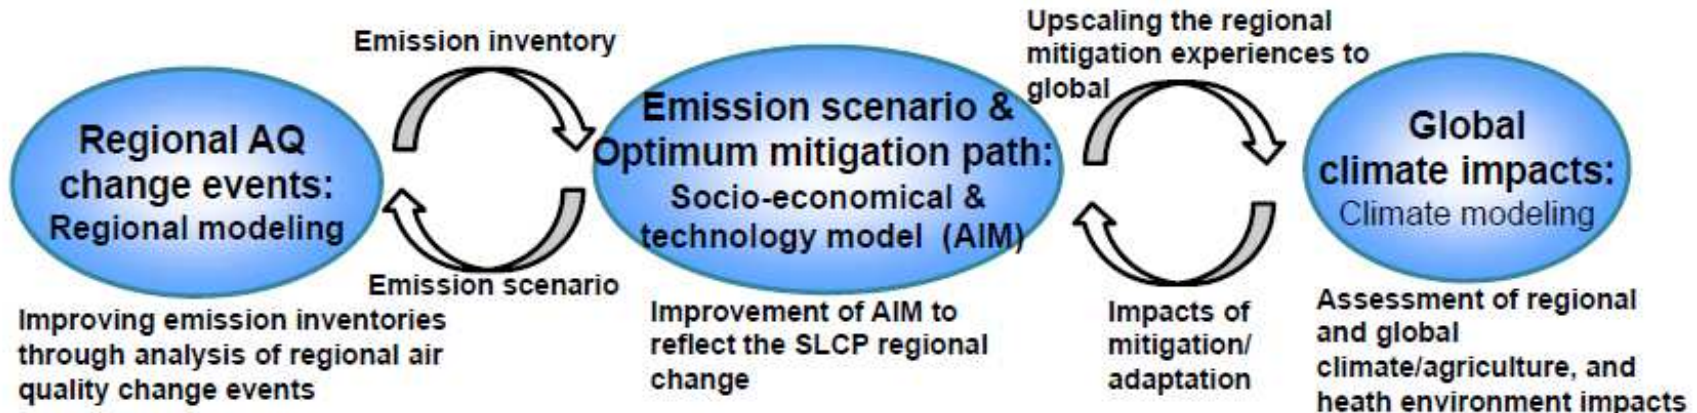 Emission inventory
Regional AQ
change events:
Regional modeling
Emission scenario
Improving emission inventories
through analysis of regional air
quality change events
Emission scenario &
Optimum mitigation path:
Socio-economical &
technology model (AIM)
Improvement of AIM to
reflect the SLCP regional
change
Upscaling the regional
mitigation experiences to
global
Impacts of
mitigation/
adaptation
Global
climate impacts:
Climate modeling
Assessment of regional
and global
climate/agriculture, and
heath environment impacts